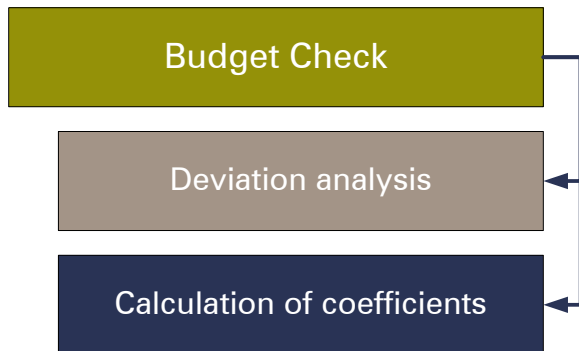 Budget Check
Deviation analysis
Calculation of coefficients